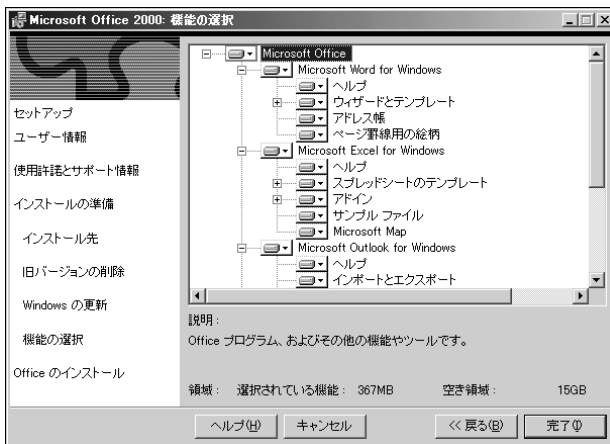 Microsoft Office 2000: 機能の選択
セットアップ
ユーザー情報
使用許諾とサポート情報
インストールの準備
インストール先
旧バージョンの削除
Windows の更新
機能の選択
Office のインストール
Microsoft Office
Microsoft Word for Windows
ヘルプ
ウィザードとテンプレート
アドレス帳
ページ罫線用の絵柄
Microsoft Excel for Windows
ヘルプ
スプレッドシートのテンプレート
アドイン
サンプル ファイル
Microsoft Map
Microsoft Outlook for Windows
ヘルプ
インポートとエクスポート
説明:
Office プログラム、およびその他の機能やツールです。
領域: 選択されている機能: 367MB 空き領域: 15GB
ヘルプ(H) キャンセル << 戻る(B) 完了(I)